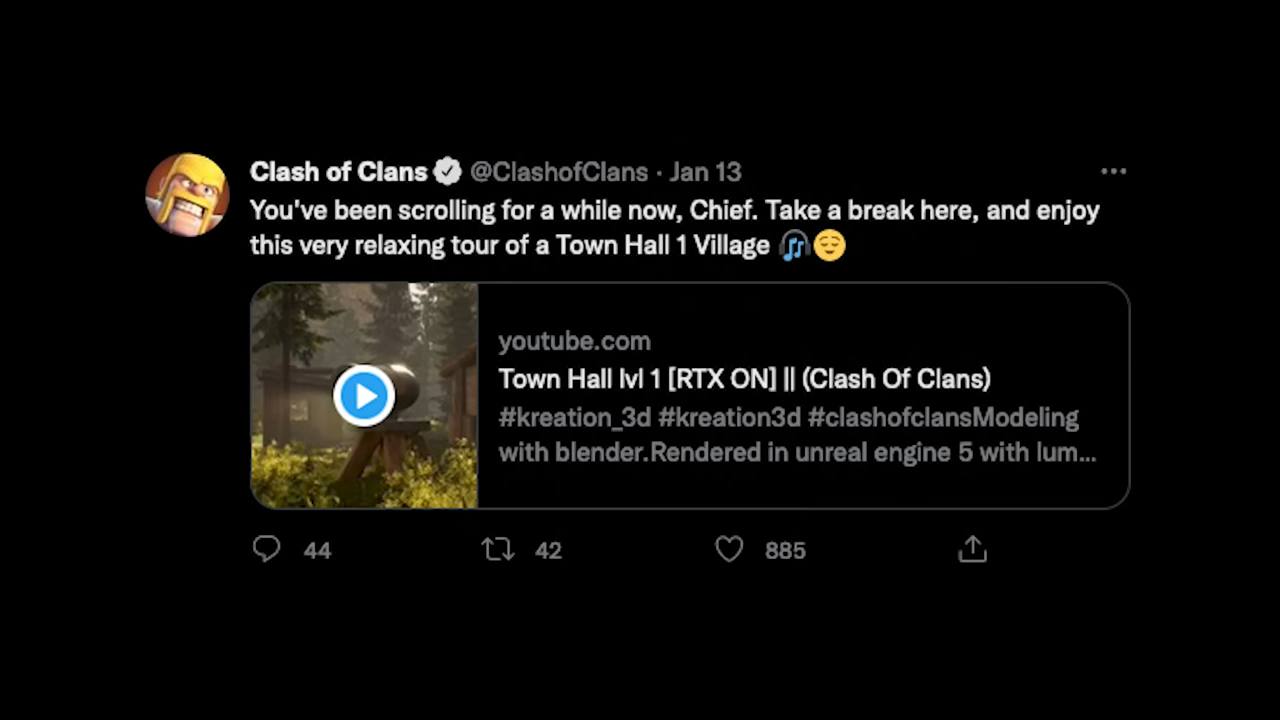 Clash of Clans @ClashofClans · Jan 13
You've been scrolling for a while now, Chief. Take a break here, and enjoy
this very relaxing tour of a Town Hall 1 Village 🎧😌
youtube.com
Town Hall lvl 1 [RTX ON] || (Clash Of Clans)
#kreation_3d #kreation3d #clashofclansModeling
with blender.Rendered in unreal engine 5 with lum...
44 42 885